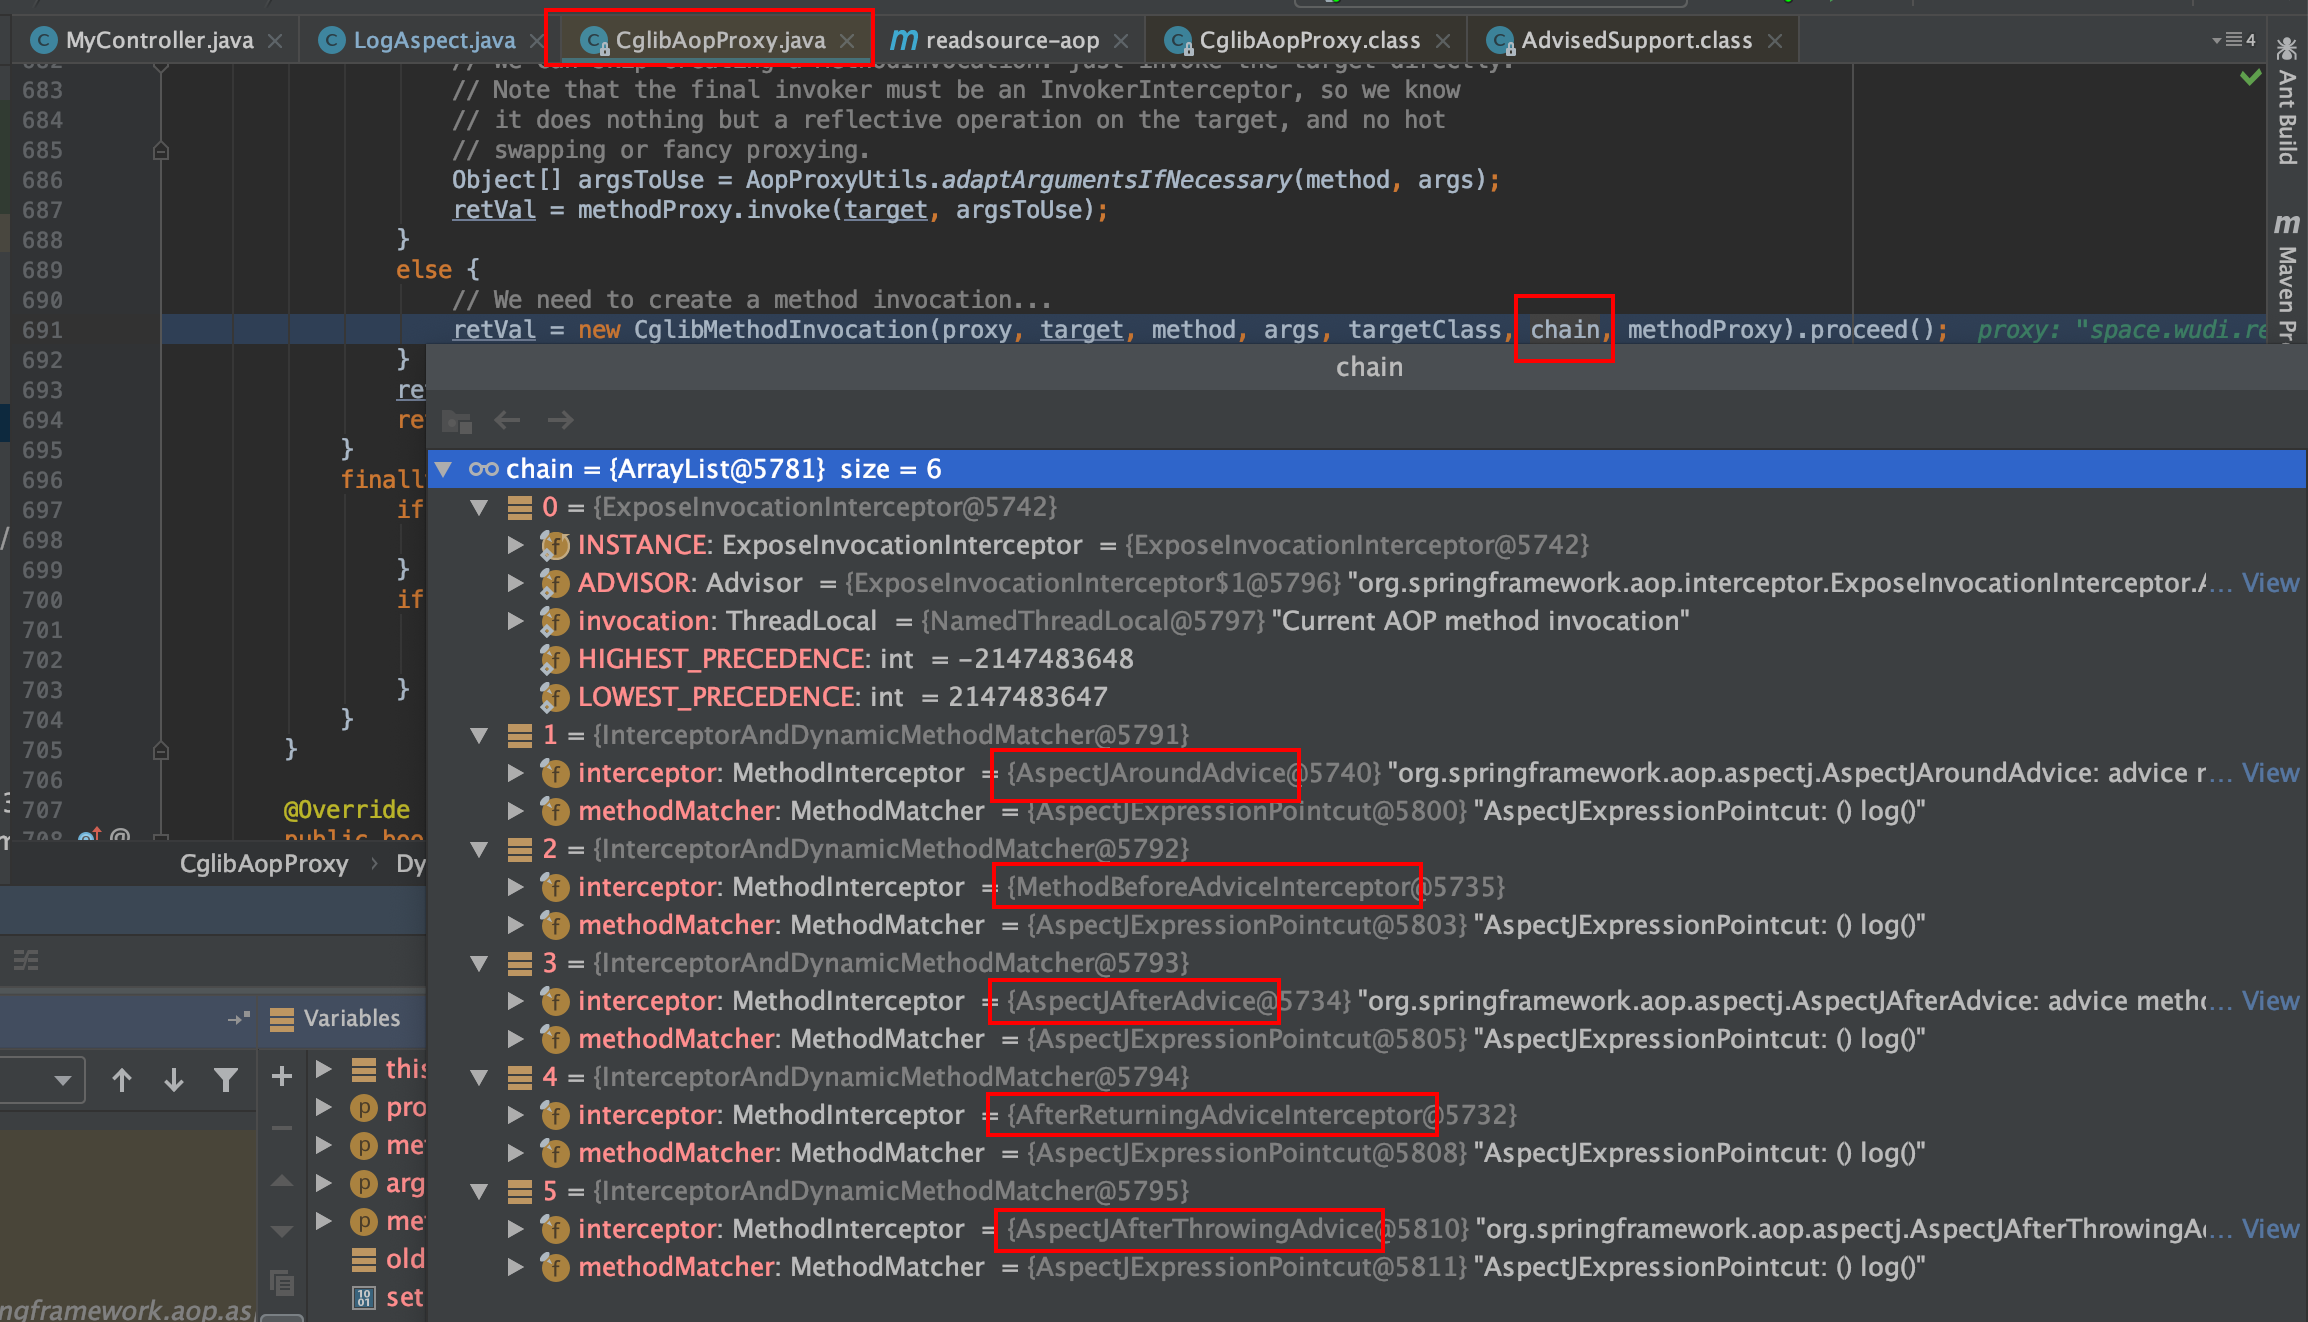 MyController.java LogAspect.java CglibAopProxy.java readsource-aop CglibAopProxy.class AdvisedSupport.class 4
683 // Note that the final invoker must be an InvokerInterceptor, so we know
684 // it does nothing but a reflective operation on the target, and no hot
685 // swapping or fancy proxying.
686 Object[] argsToUse = AopProxyUtils.adaptArgumentsIfNecessary(method, args);
687 retVal = methodProxy.invoke(target, argsToUse);
688 }
689 else {
690 // We need to create a method invocation...
691 retVal = new CglibMethodInvocation(proxy, target, method, args, targetClass, chain, methodProxy).proceed(); proxy: "space.wudi.re
692 }
693 re
694 re
695 }
696 finall
697 if
698
699 }
700 if
701
702
703 }
704 }
705 }
706
707 @Override
708 public boo
CglibAopProxy › Dy
Ant Build
Maven Pro
chain
chain = {ArrayList@5781} size = 6
0 = {ExposeInvocationInterceptor@5742}
INSTANCE: ExposeInvocationInterceptor = {ExposeInvocationInterceptor@5742}
ADVISOR: Advisor = {ExposeInvocationInterceptor$1@5796} "org.springframework.aop.interceptor.ExposeInvocationInterceptor.A... View
invocation: ThreadLocal = {NamedThreadLocal@5797} "Current AOP method invocation"
HIGHEST_PRECEDENCE: int = -2147483648
LOWEST_PRECEDENCE: int = 2147483647
1 = {InterceptorAndDynamicMethodMatcher@5791}
interceptor: MethodInterceptor = {AspectJAroundAdvice@5740} "org.springframework.aop.aspectj.AspectJAroundAdvice: advice r... View
methodMatcher: MethodMatcher = {AspectJExpressionPointcut@5800} "AspectJExpressionPointcut: () log()"
2 = {InterceptorAndDynamicMethodMatcher@5792}
interceptor: MethodInterceptor = {MethodBeforeAdviceInterceptor@5735}
methodMatcher: MethodMatcher = {AspectJExpressionPointcut@5803} "AspectJExpressionPointcut: () log()"
3 = {InterceptorAndDynamicMethodMatcher@5793}
interceptor: MethodInterceptor = {AspectJAfterAdvice@5734} "org.springframework.aop.aspectj.AspectJAfterAdvice: advice metho... View
methodMatcher: MethodMatcher = {AspectJExpressionPointcut@5805} "AspectJExpressionPointcut: () log()"
4 = {InterceptorAndDynamicMethodMatcher@5794}
interceptor: MethodInterceptor = {AfterReturningAdviceInterceptor@5732}
methodMatcher: MethodMatcher = {AspectJExpressionPointcut@5808} "AspectJExpressionPointcut: () log()"
5 = {InterceptorAndDynamicMethodMatcher@5795}
interceptor: MethodInterceptor = {AspectJAfterThrowingAdvice@5810} "org.springframework.aop.aspectj.AspectJAfterThrowingAd... View
methodMatcher: MethodMatcher = {AspectJExpressionPointcut@5811} "AspectJExpressionPointcut: () log()"
Variables
this
pro
me
arg
me
old
set
ngframework.aop.asp